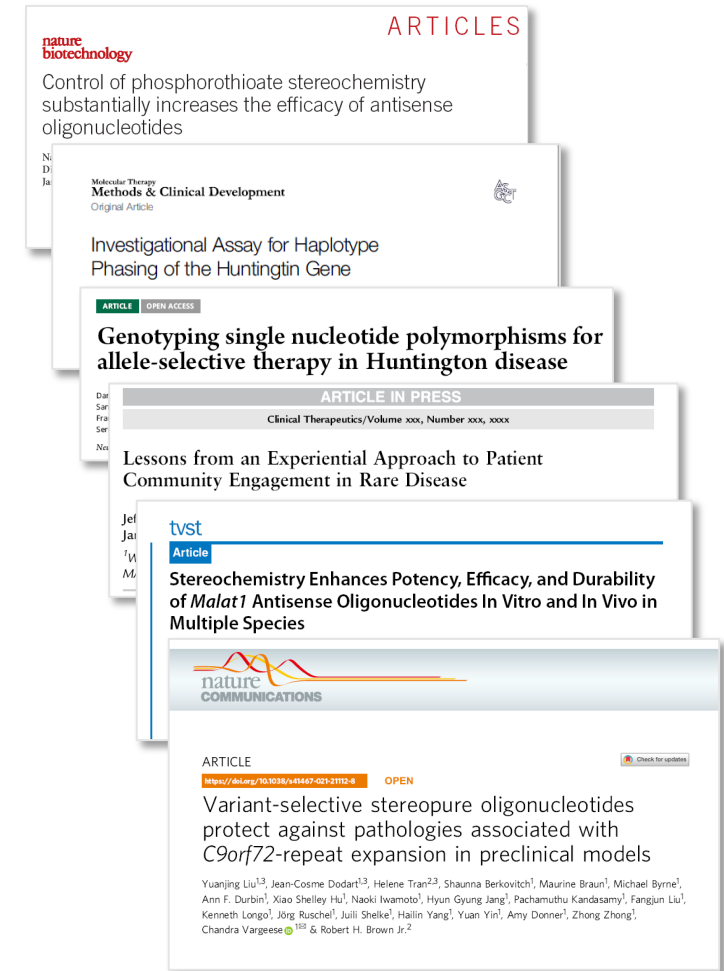 ARTICLES
nature
biotechnology
Control of phosphorothioate stereochemistry
substantially increases the efficacy of antisense
oligonucleotides
Molecular Therapy
Methods & Clinical Development
Original Article
Investigational Assay for Haplotype
Phasing of the Huntingtin Gene
ARTICLE OPEN ACCESS
Genotyping single nucleotide polymorphisms for
allele-selective therapy in Huntington disease
ARTICLE IN PRESS
Clinical Therapeutics/Volume xxx, Number xxx, xxxx
Lessons from an Experiential Approach to Patient
Community Engagement in Rare Disease
tvst
Article
Stereochemistry Enhances Potency, Efficacy, and Durability
of Malat1 Antisense Oligonucleotides In Vitro and In Vivo in
Multiple Species
nature
COMMUNICATIONS
ARTICLE
Check for updates
https://doi.org/10.1038/s41467-021-21112-8 OPEN
Variant-selective stereopure oligonucleotides
protect against pathologies associated with
C9orf72-repeat expansion in preclinical models
Yuanjing Liu1,3, Jean-Cosme Dodart1,3, Helene Tran2,3, Shaunna Berkovitch1, Maurine Braun1, Michael Byrne1,
Ann F. Durbin1, Xiao Shelley Hu1, Naoki Iwamoto1, Hyun Gyung Jang1, Pachamuthu Kandasamy1, Fangjun Liu1,
Kenneth Longo1, Jörg Ruschel1, Juili Shelke1, Hailin Yang1, Yuan Yin1, Amy Donner1, Zhong Zhong1,
Chandra Vargeese 1✉ & Robert H. Brown Jr.2